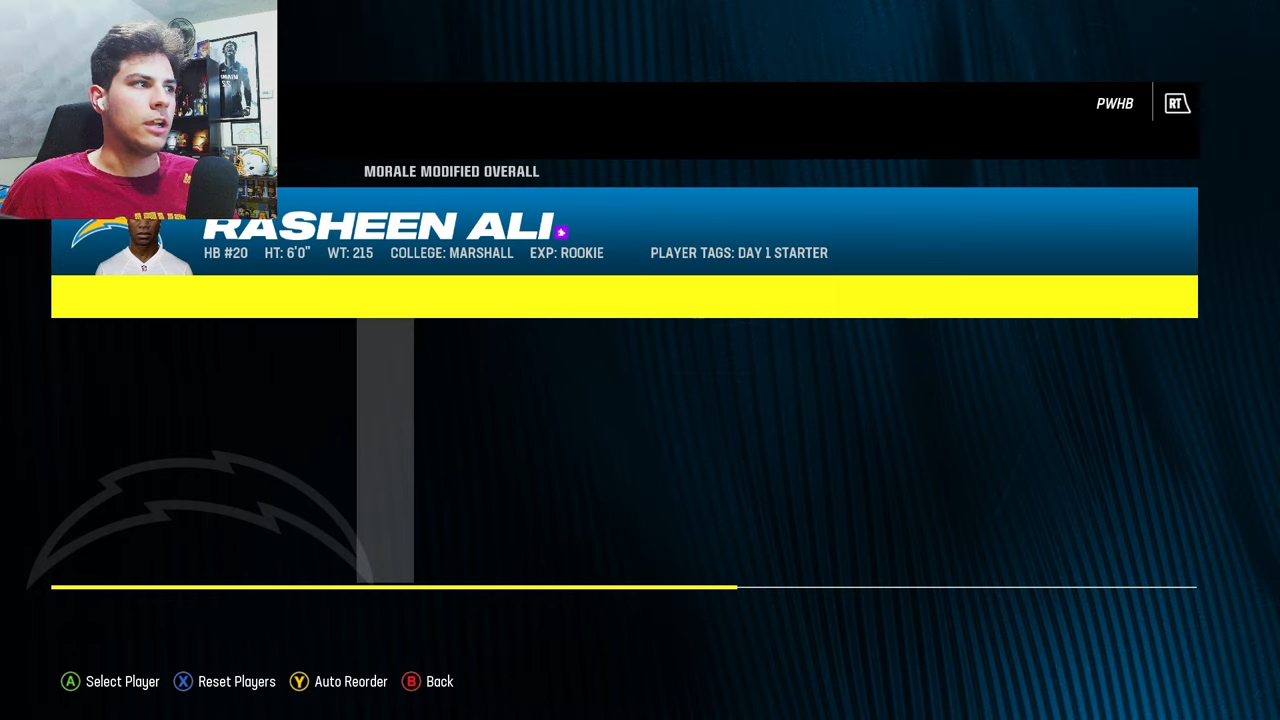 PWHB
RT
MORALE MODIFIED OVERALL
RASHEEN ALI
HB #20 HT: 6'0" WT: 215 COLLEGE: MARSHALL EXP: ROOKIE PLAYER TAGS: DAY 1 STARTER
A Select Player X Reset Players Y Auto Reorder B Back